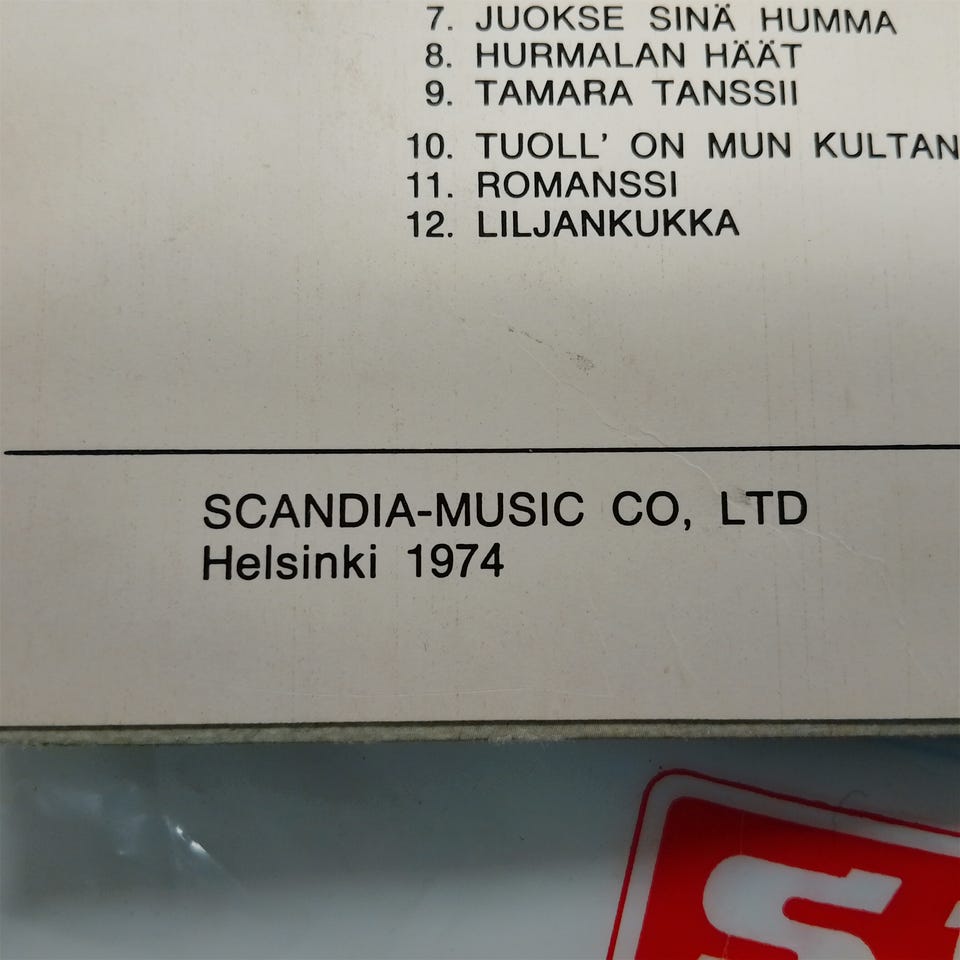 7. JUOKSE SINÄ HUMMA
8. HURMALAN HÄÄT
9. TAMARA TANSSII
10. TUOLL' ON MUN KULTAN
11. ROMANSSI
12. LILJANKUKKA
SCANDIA-MUSIC CO, LTD
Helsinki 1974